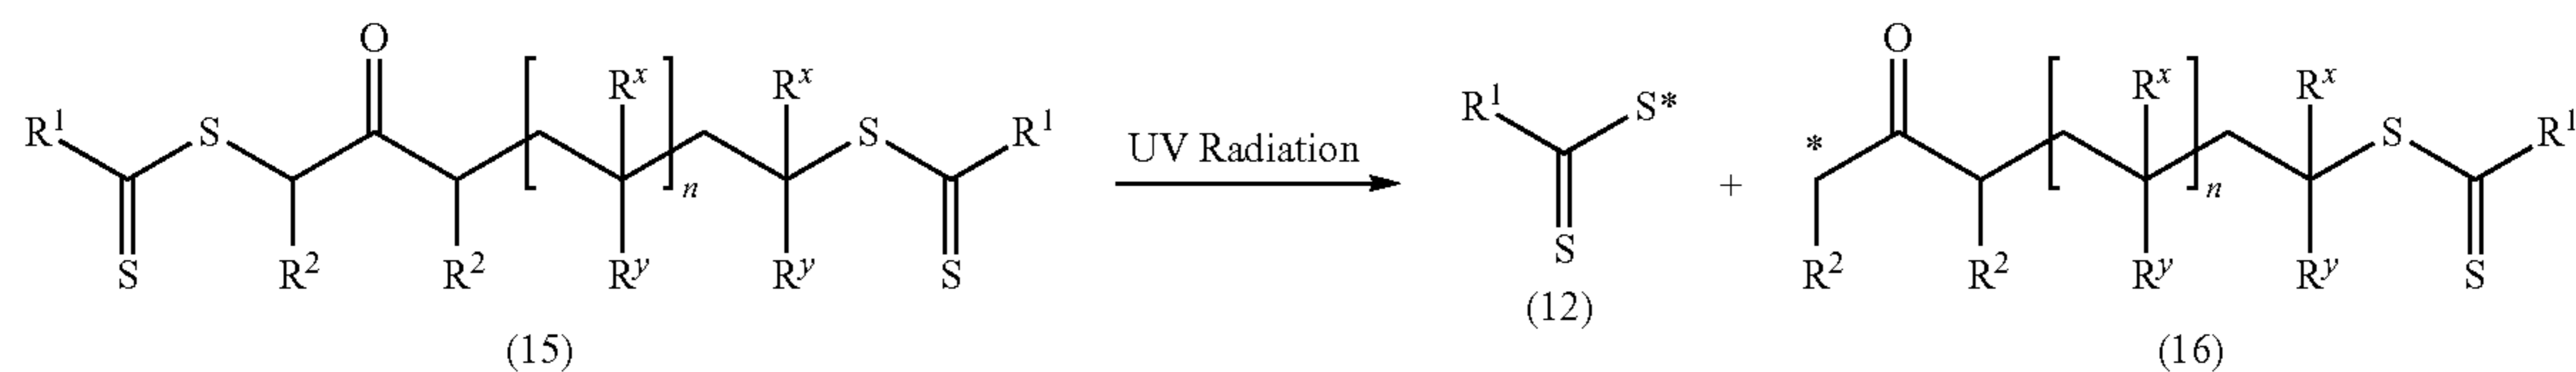 O O
R¹ S Rˣ Rˣ S R¹ R¹ S* * Rˣ Rˣ S R¹
UV Radiation
+
n n
S R² R² Rʸ Rʸ S S R² R² Rʸ Rʸ S
(12)
(15) (16)